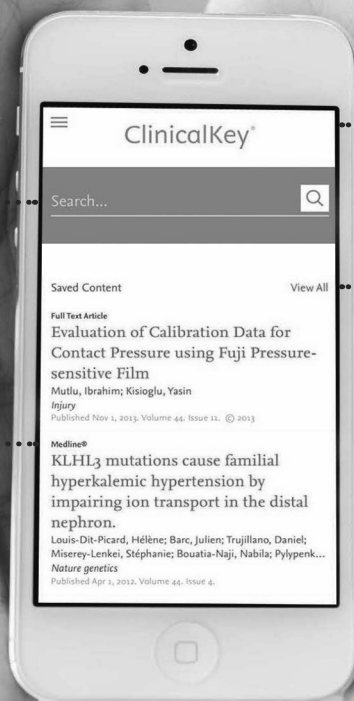 ClinicalKey®
Search...
Saved Content View All
Full Text Article
Evaluation of Calibration Data for
Contact Pressure using Fuji Pressure-
sensitive Film
Mutlu, Ibrahim; Kisioglu, Yasin
Injury
Published Nov 1, 2013. Volume 44. Issue 11. © 2013
Medline®
KLHL3 mutations cause familial
hyperkalemic hypertension by
impairing ion transport in the distal
nephron.
Louis-Dit-Picard, Hélène; Barc, Julien; Trujillano, Daniel;
Miserey-Lenkei, Stéphanie; Bouatia-Naji, Nabila; Pylypenk...
Nature genetics
Published Apr 1, 2012. Volume 44. Issue 4.